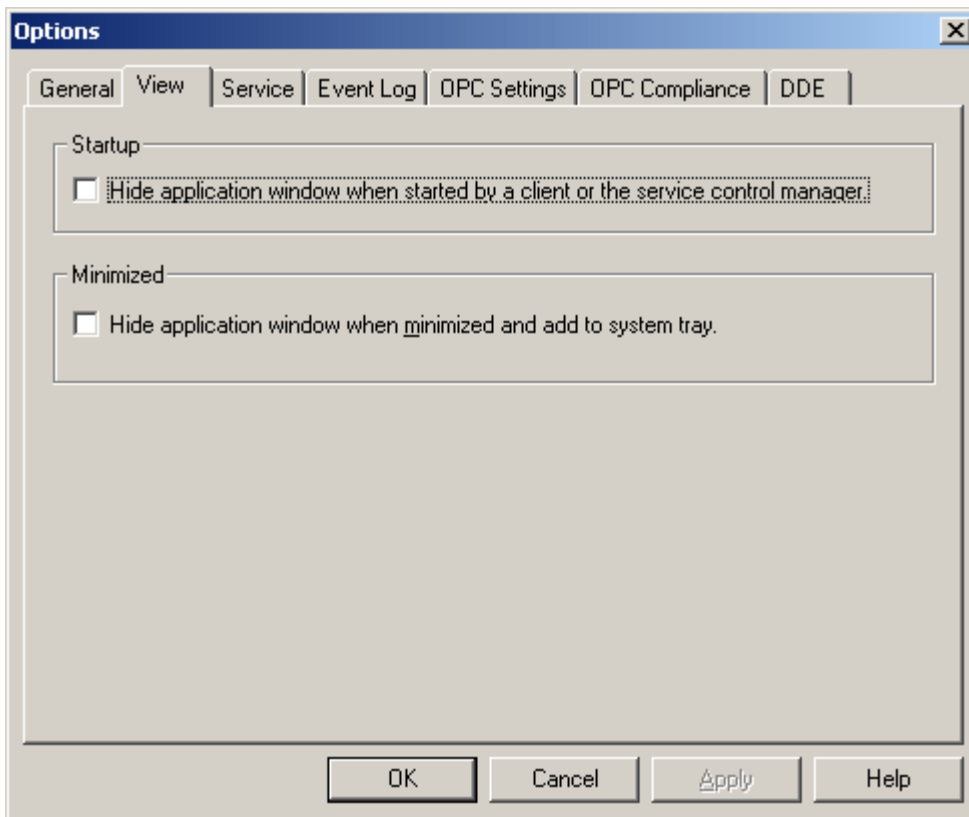 Options
General View Service Event Log OPC Settings OPC Compliance DDE
Startup
Hide application window when started by a client or the service control manager.
Minimized
Hide application window when minimized and add to system tray.
OK Cancel Apply Help